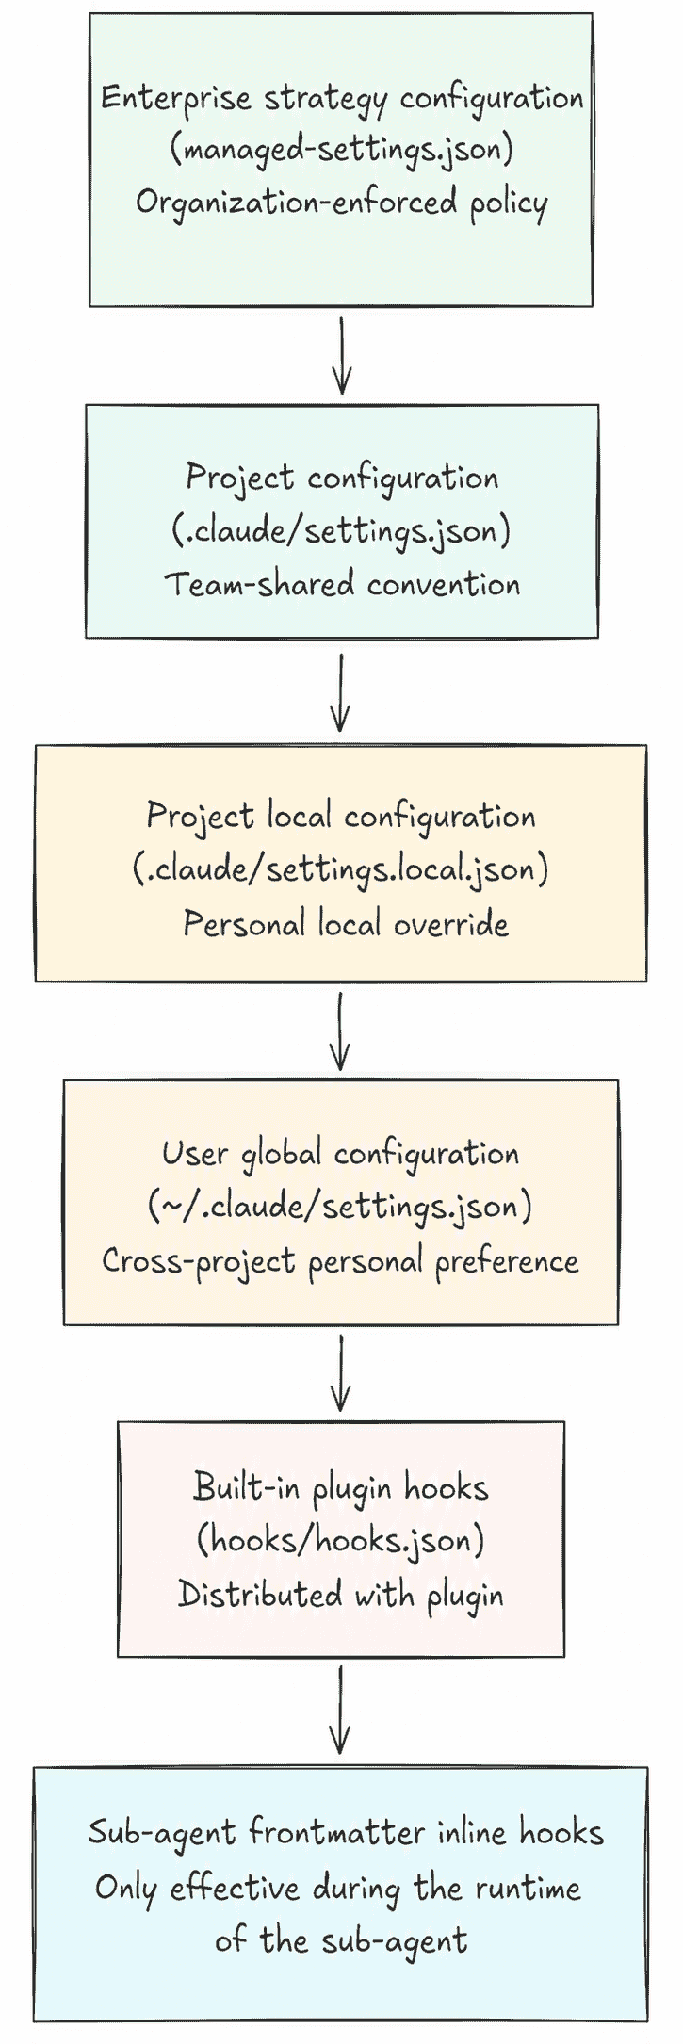 Enterprise strategy configuration
(managed-settings.json)
Organization-enforced policy
Project configuration
(.claude/settings.json)
Team-shared convention
Project local configuration
(.claude/settings.local.json)
Personal local override
User global configuration
(~/.claude/settings.json)
Cross-project personal preference
Built-in plugin hooks
(hooks/hooks.json)
Distributed with plugin
Sub-agent frontmatter inline hooks
Only effective during the runtime
of the sub-agent